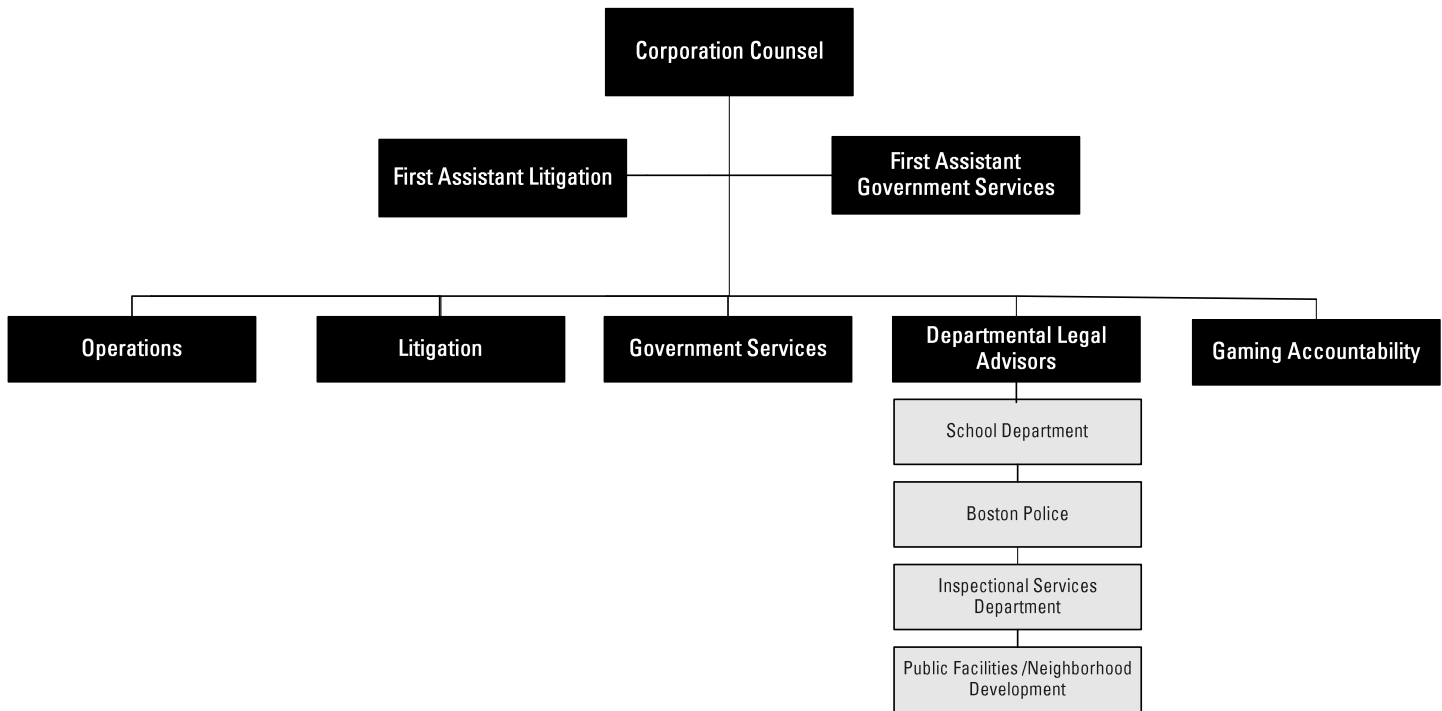 Corporation Counsel
First Assistant Litigation
First Assistant
Government Services
Operations
Litigation
Government Services
Departmental Legal
Advisors
Gaming Accountability
School Department
Boston Police
Inspectional Services
Department
Public Facilities /Neighborhood
Development